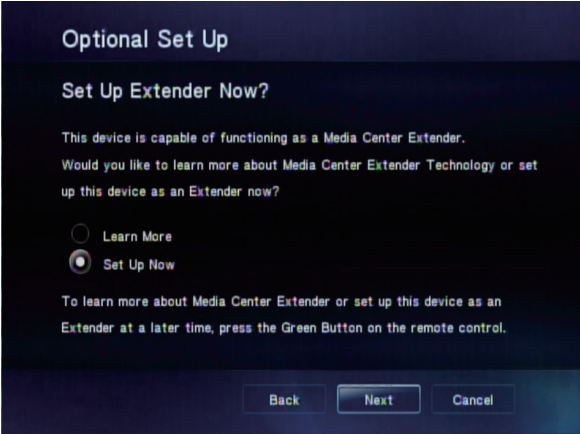 Optional Set Up
Set Up Extender Now?
This device is capable of functioning as a Media Center Extender.
Would you like to learn more about Media Center Extender Technology or set
up this device as an Extender now?
Learn More
Set Up Now
To learn more about Media Center Extender or set up this device as an
Extender at a later time, press the Green Button on the remote control.
Back Next Cancel